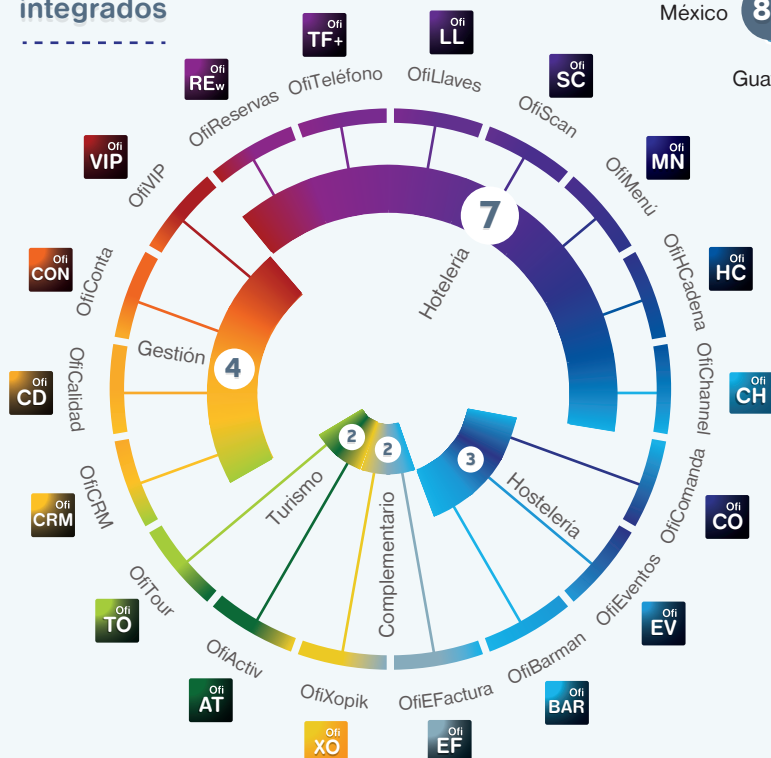 integrados
México 8
Gua
Ofi
TF+
OfiTeléfono
Ofi
LL
OfiLlaves
Ofi
SC
OfiScan
Ofi
MN
OfiMenú
Ofi
HC
OfiHCadena
Ofi
CH
OfiChannel
Ofi
CO
OfiComanda
Ofi
EV
OfiEventos
Ofi
BAR
OfiBarman
Ofi
EF
OfiEFactura
Ofi
XO
OfiXopik
Ofi
AT
OfiActiv
Ofi
TO
OfiTour
Ofi
CRM
OfiCRM
Ofi
CD
OfiCalidad
Ofi
CON
OfiConta
Ofi
VIP
OfiVIP
Ofi
REw
OfiReservas
7
Hotelería
4
Gestión
2
Turismo
2
Complementario
3
Hostelería